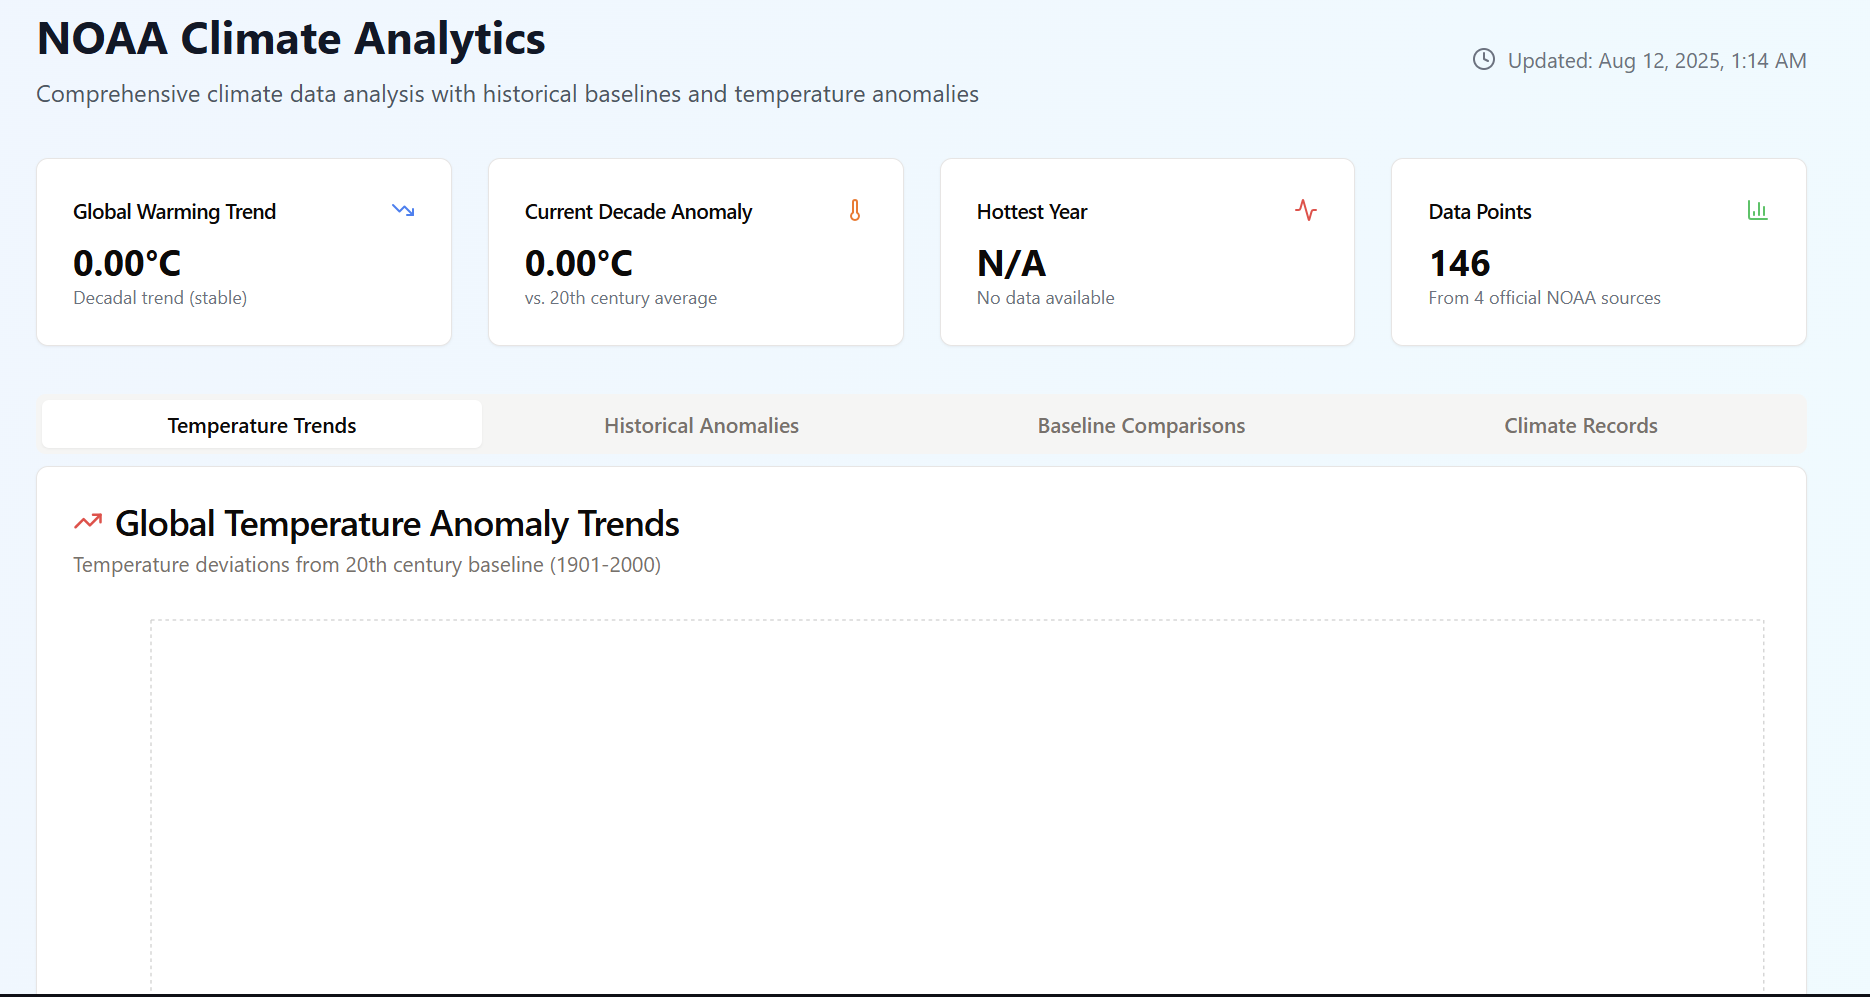 NOAA Climate Analytics
Comprehensive climate data analysis with historical baselines and temperature anomalies
Updated: Aug 12, 2025, 1:14 AM
Global Warming Trend
0.00°C
Decadal trend (stable)
Current Decade Anomaly
0.00°C
vs. 20th century average
Hottest Year
N/A
No data available
Data Points
146
From 4 official NOAA sources
Temperature Trends
Historical Anomalies
Baseline Comparisons
Climate Records
Global Temperature Anomaly Trends
Temperature deviations from 20th century baseline (1901-2000)